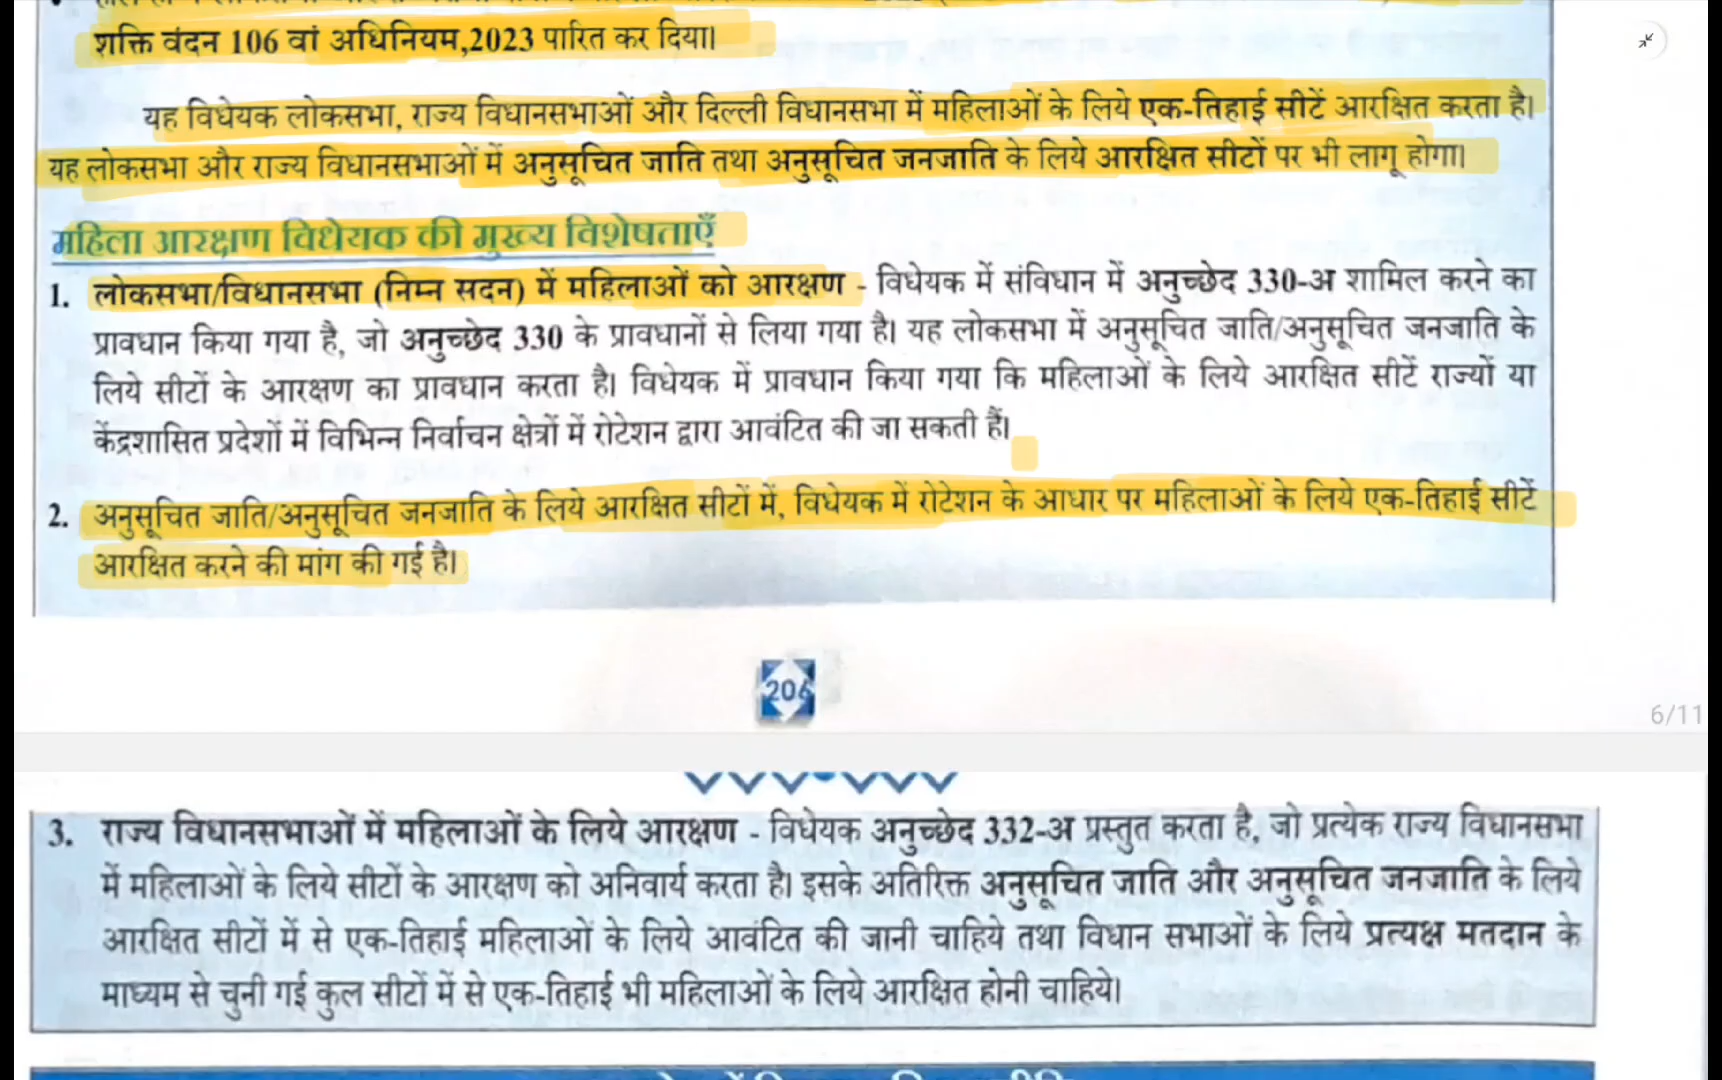 शक्ति वंदन 106 वां अधिनियम,2023 पारित कर दिया।
यह विधेयक लोकसभा, राज्य विधानसभाओं और दिल्ली विधानसभा में महिलाओं के लिये एक-तिहाई सीटें आरक्षित करता है।
यह लोकसभा और राज्य विधानसभाओं में अनुसूचित जाति तथा अनुसूचित जनजाति के लिये आरक्षित सीटों पर भी लागू होगा।
महिला आरक्षण विधेयक की मुख्य विशेषताएँ
1. लोकसभा/विधानसभा (निम्न सदन) में महिलाओं को आरक्षण - विधेयक में संविधान में अनुच्छेद 330-अ शामिल करने का
प्रावधान किया गया है, जो अनुच्छेद 330 के प्रावधानों से लिया गया है। यह लोकसभा में अनुसूचित जाति/अनुसूचित जनजाति के
लिये सीटों के आरक्षण का प्रावधान करता है। विधेयक में प्रावधान किया गया कि महिलाओं के लिये आरक्षित सीटें राज्यों या
केंद्रशासित प्रदेशों में विभिन्न निर्वाचन क्षेत्रों में रोटेशन द्वारा आवंटित की जा सकती हैं।
2. अनुसूचित जाति/अनुसूचित जनजाति के लिये आरक्षित सीटों में, विधेयक में रोटेशन के आधार पर महिलाओं के लिये एक-तिहाई सीटें
आरक्षित करने की मांग की गई है।
206
6/11
3. राज्य विधानसभाओं में महिलाओं के लिये आरक्षण - विधेयक अनुच्छेद 332-अ प्रस्तुत करता है, जो प्रत्येक राज्य विधानसभा
में महिलाओं के लिये सीटों के आरक्षण को अनिवार्य करता है। इसके अतिरिक्त अनुसूचित जाति और अनुसूचित जनजाति के लिये
आरक्षित सीटों में से एक-तिहाई महिलाओं के लिये आवंटित की जानी चाहिये तथा विधान सभाओं के लिये प्रत्यक्ष मतदान के
माध्यम से चुनी गई कुल सीटों में से एक-तिहाई भी महिलाओं के लिये आरक्षित होनी चाहिये।